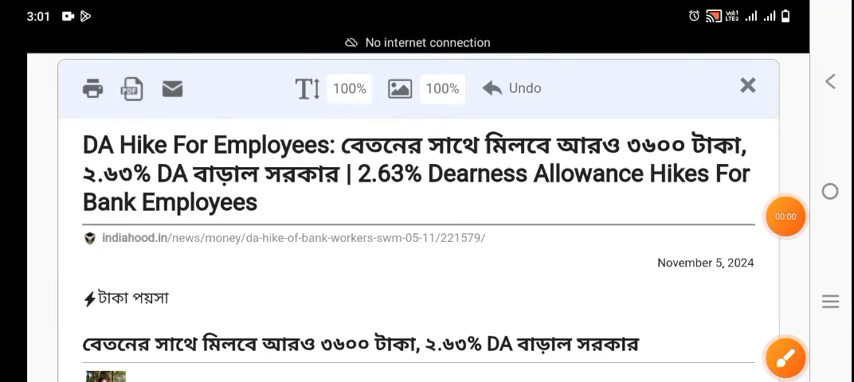 3:01
Vo1 LTE2
No internet connection
100% 100% Undo
DA Hike For Employees: বেতনের সাথে মিলবে আরও ৩৬০০ টাকা,
২.৬৩% DA বাড়াল সরকার | 2.63% Dearness Allowance Hikes For
Bank Employees
indiahood.in/news/money/da-hike-of-bank-workers-swm-05-11/221579/
00:00
November 5, 2024
টাকা পয়সা
বেতনের সাথে মিলবে আরও ৩৬০০ টাকা, ২.৬৩% DA বাড়াল সরকার